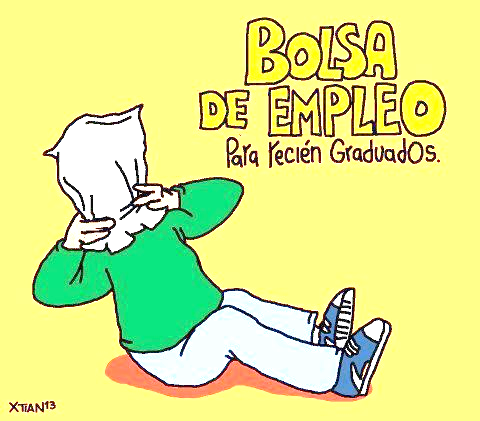 BOLSA
DE EMPLEO
Para recién GraduadOs.
XTIAN13